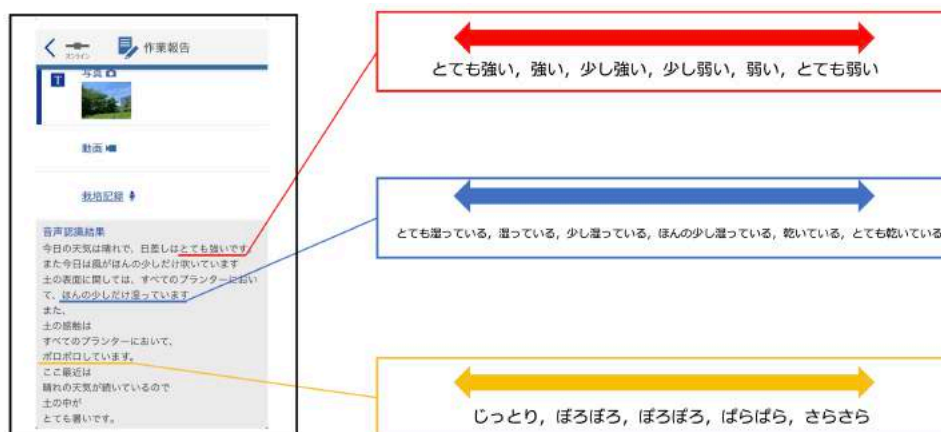 オンライン
作業報告
T
写真
動画
栽培記録
音声認識結果
今日の天気は晴れで、日差しはとても強いです
また今日は風がほんの少しだけ吹いています
土の表面に関しては、すべてのプランターにおい
て、ほんの少しだけ湿っています
また、
土の感触は
すべてのプランターにおいて、
ボロボロしています。
ここ最近は
晴れの天気が続いているので
土の中が
とても暑いです。
とても強い，強い，少し強い，少し弱い，弱い，とても弱い
とても湿っている，湿っている，少し湿っている，ほんの少し湿っている，乾いている，とても乾いている
じっとり，ぼろぼろ，ぽろぽろ，ぱらぱら，さらさら